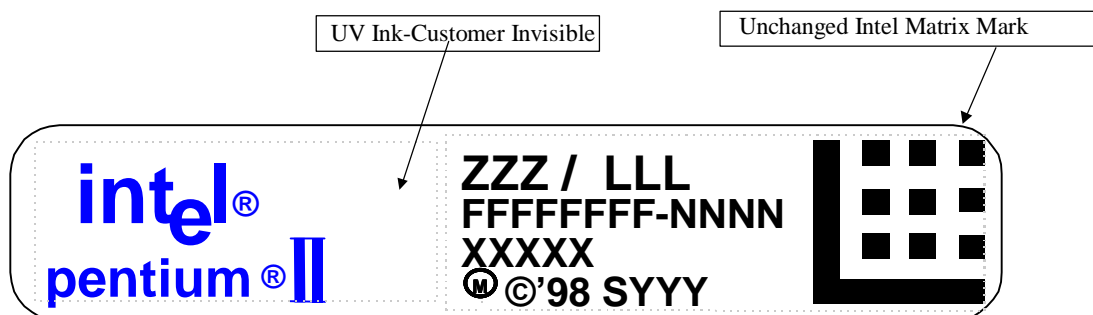 UV Ink-Customer Invisible
Unchanged Intel Matrix Mark
intel®
pentium ® II
ZZZ / LLL
FFFFFFFF-NNNN
XXXXX
Ⓜ ©’98 SYYY